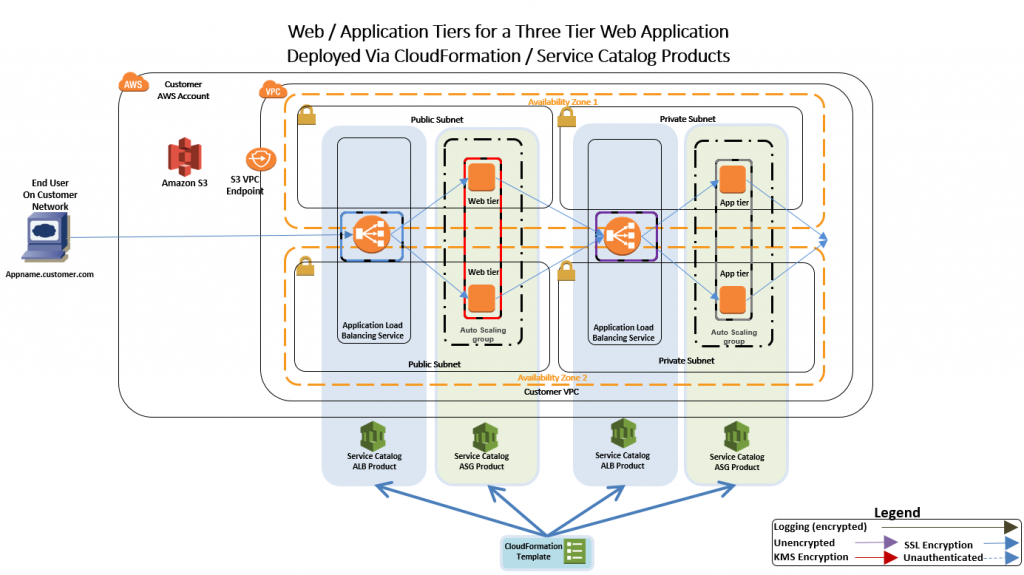 Web / Application Tiers for a Three Tier Web Application
Deployed Via CloudFormation / Service Catalog Products
AWS
Customer
AWS Account
VPC
Availability Zone 1
Public Subnet
Private Subnet
Amazon S3
S3 VPC
Endpoint
End User
On Customer
Network
Appname.customer.com
Web tier
App tier
Web tier
App tier
Application Load
Balancing Service
Auto Scaling
group
Application Load
Balancing Service
Auto Scaling
group
Public Subnet
Private Subnet
Availability Zone 2
Customer VPC
Service Catalog
ALB Product
Service Catalog
ASG Product
Service Catalog
ALB Product
Service Catalog
ASG Product
CloudFormation
Template
Legend
Logging (encrypted)
Unencrypted
SSL Encryption
KMS Encryption
Unauthenticated